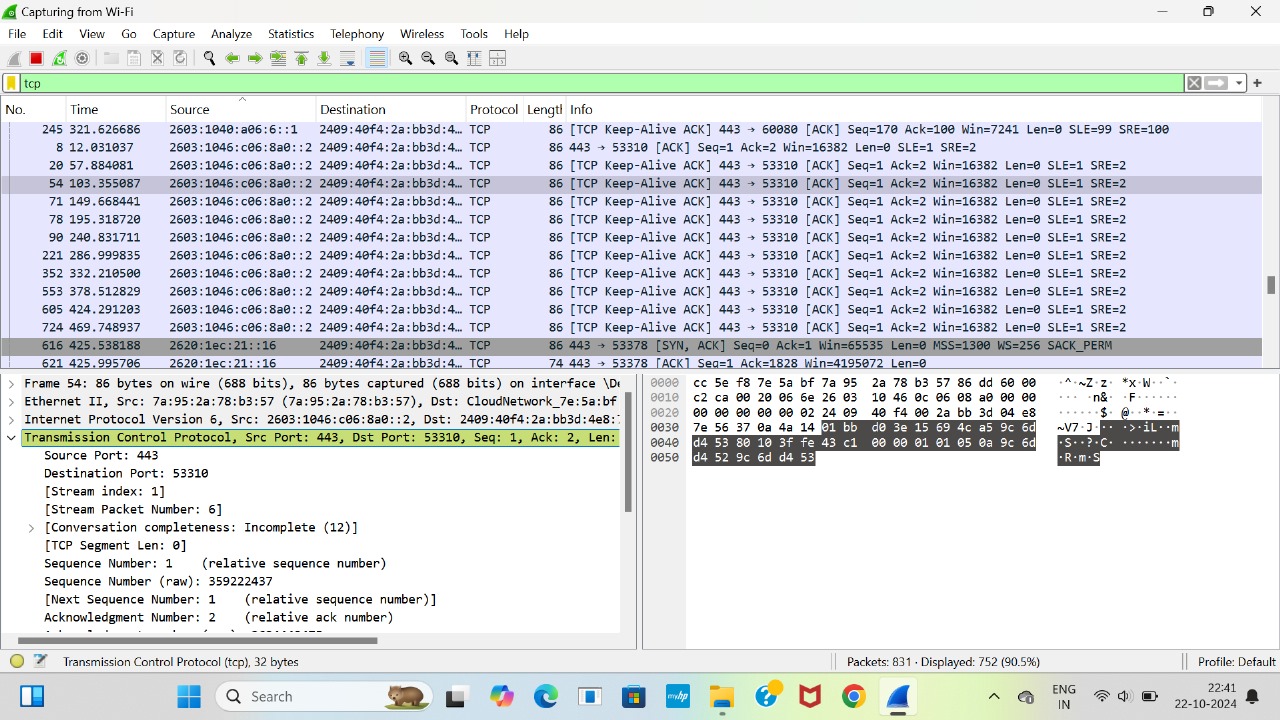 Capturing from Wi-Fi
File Edit View Go Capture Analyze Statistics Telephony Wireless Tools Help
tcp
No. Time Source Destination Protocol Length Info
245 321.626686 2603:1040:a06:6::1 2409:40f4:2a:bb3d:4… TCP 86 [TCP Keep-Alive ACK] 443 → 60080 [ACK] Seq=170 Ack=100 Win=7241 Len=0 SLE=99 SRE=100
8 12.031037 2603:1046:c06:8a0::2 2409:40f4:2a:bb3d:4… TCP 86 443 → 53310 [ACK] Seq=1 Ack=2 Win=16382 Len=0 SLE=1 SRE=2
20 57.884081 2603:1046:c06:8a0::2 2409:40f4:2a:bb3d:4… TCP 86 [TCP Keep-Alive ACK] 443 → 53310 [ACK] Seq=1 Ack=2 Win=16382 Len=0 SLE=1 SRE=2
54 103.355087 2603:1046:c06:8a0::2 2409:40f4:2a:bb3d:4… TCP 86 [TCP Keep-Alive ACK] 443 → 53310 [ACK] Seq=1 Ack=2 Win=16382 Len=0 SLE=1 SRE=2
71 149.668441 2603:1046:c06:8a0::2 2409:40f4:2a:bb3d:4… TCP 86 [TCP Keep-Alive ACK] 443 → 53310 [ACK] Seq=1 Ack=2 Win=16382 Len=0 SLE=1 SRE=2
78 195.318720 2603:1046:c06:8a0::2 2409:40f4:2a:bb3d:4… TCP 86 [TCP Keep-Alive ACK] 443 → 53310 [ACK] Seq=1 Ack=2 Win=16382 Len=0 SLE=1 SRE=2
90 240.831711 2603:1046:c06:8a0::2 2409:40f4:2a:bb3d:4… TCP 86 [TCP Keep-Alive ACK] 443 → 53310 [ACK] Seq=1 Ack=2 Win=16382 Len=0 SLE=1 SRE=2
221 286.999835 2603:1046:c06:8a0::2 2409:40f4:2a:bb3d:4… TCP 86 [TCP Keep-Alive ACK] 443 → 53310 [ACK] Seq=1 Ack=2 Win=16382 Len=0 SLE=1 SRE=2
352 332.210500 2603:1046:c06:8a0::2 2409:40f4:2a:bb3d:4… TCP 86 [TCP Keep-Alive ACK] 443 → 53310 [ACK] Seq=1 Ack=2 Win=16382 Len=0 SLE=1 SRE=2
553 378.512829 2603:1046:c06:8a0::2 2409:40f4:2a:bb3d:4… TCP 86 [TCP Keep-Alive ACK] 443 → 53310 [ACK] Seq=1 Ack=2 Win=16382 Len=0 SLE=1 SRE=2
605 424.291203 2603:1046:c06:8a0::2 2409:40f4:2a:bb3d:4… TCP 86 [TCP Keep-Alive ACK] 443 → 53310 [ACK] Seq=1 Ack=2 Win=16382 Len=0 SLE=1 SRE=2
724 469.748937 2603:1046:c06:8a0::2 2409:40f4:2a:bb3d:4… TCP 86 [TCP Keep-Alive ACK] 443 → 53310 [ACK] Seq=1 Ack=2 Win=16382 Len=0 SLE=1 SRE=2
616 425.538188 2620:1ec:21::16 2409:40f4:2a:bb3d:4… TCP 86 443 → 53378 [SYN, ACK] Seq=0 Ack=1 Win=65535 Len=0 MSS=1300 WS=256 SACK_PERM
621 425.995706 2620:1ec:21::16 2409:40f4:2a:bb3d:4… TCP 74 443 → 53378 [ACK] Seq=1 Ack=1828 Win=4195072 Len=0
Frame 54: 86 bytes on wire (688 bits), 86 bytes captured (688 bits) on interface \De
Ethernet II, Src: 7a:95:2a:78:b3:57 (7a:95:2a:78:b3:57), Dst: CloudNetwork_7e:5a:bf
Internet Protocol Version 6, Src: 2603:1046:c06:8a0::2, Dst: 2409:40f4:2a:bb3d:4e8:
Transmission Control Protocol, Src Port: 443, Dst Port: 53310, Seq: 1, Ack: 2, Len:
Source Port: 443
Destination Port: 53310
[Stream index: 1]
[Stream Packet Number: 6]
[Conversation completeness: Incomplete (12)]
[TCP Segment Len: 0]
Sequence Number: 1 (relative sequence number)
Sequence Number (raw): 359222437
[Next Sequence Number: 1 (relative sequence number)]
Acknowledgment Number: 2 (relative ack number)
0000 cc 5e f8 7e 5a bf 7a 95 2a 78 b3 57 86 dd 60 00 ·^·~Z·z· *x·W··`·
0010 c2 ca 00 20 06 6e 26 03 10 46 0c 06 08 a0 00 00 ··· ·n&· ·F······
0020 00 00 00 00 00 02 24 09 40 f4 00 2a bb 3d 04 e8 ······$· @··*·=··
0030 7e 56 37 0a 4a 14 01 bb d0 3e 15 69 4c a5 9c 6d ~V7·J··· ·>·iL··m
0040 d4 53 80 10 3f fe 43 c1 00 00 01 01 05 0a 9c 6d ·S··?·C· ·······m
0050 d4 52 9c 6d d4 53 ·R·m·S
Transmission Control Protocol (tcp), 32 bytes Packets: 831 · Displayed: 752 (90.5%) Profile: Default
Search
myhp
ENG
IN
22:41
22-10-2024